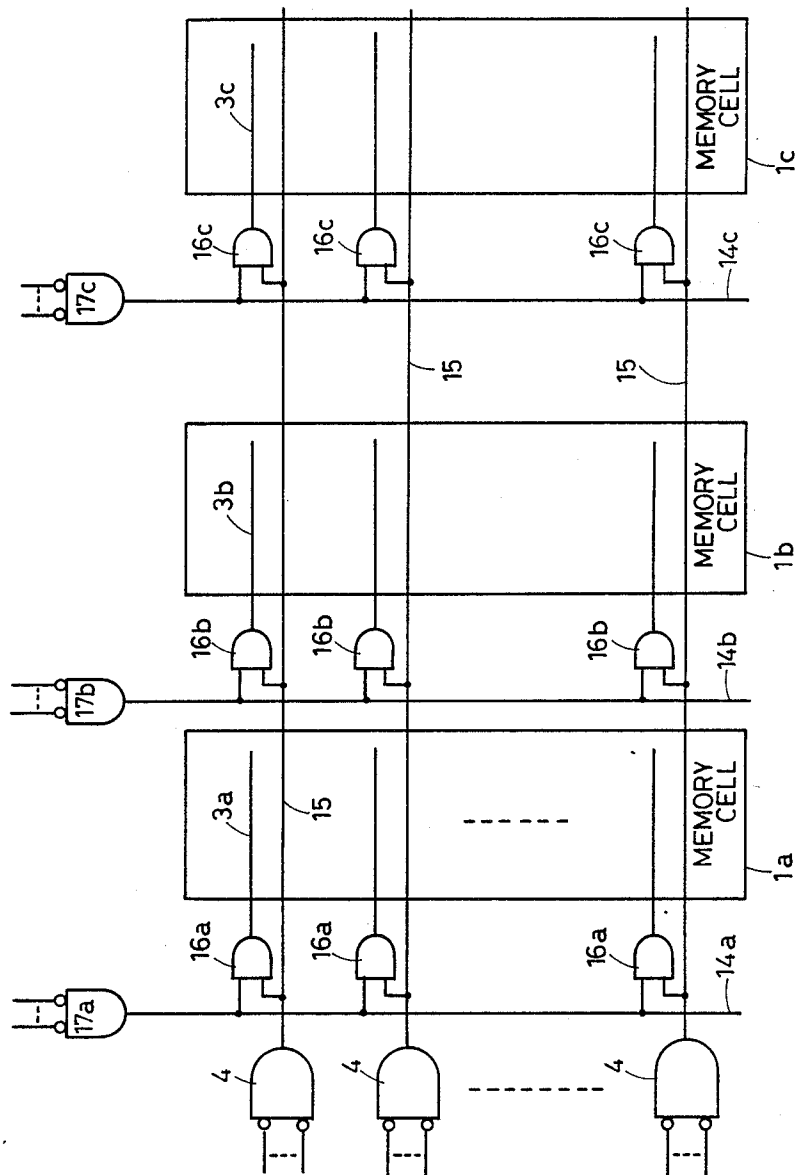 17a
17b
17c
4
16a
3a
16b
3b
16c
3c
15
4
16a
16b
15
16c
4
16a
16b
15
16c
MEMORY
CELL
MEMORY
CELL
MEMORY
CELL
14a
1a
14b
1b
14c
1c